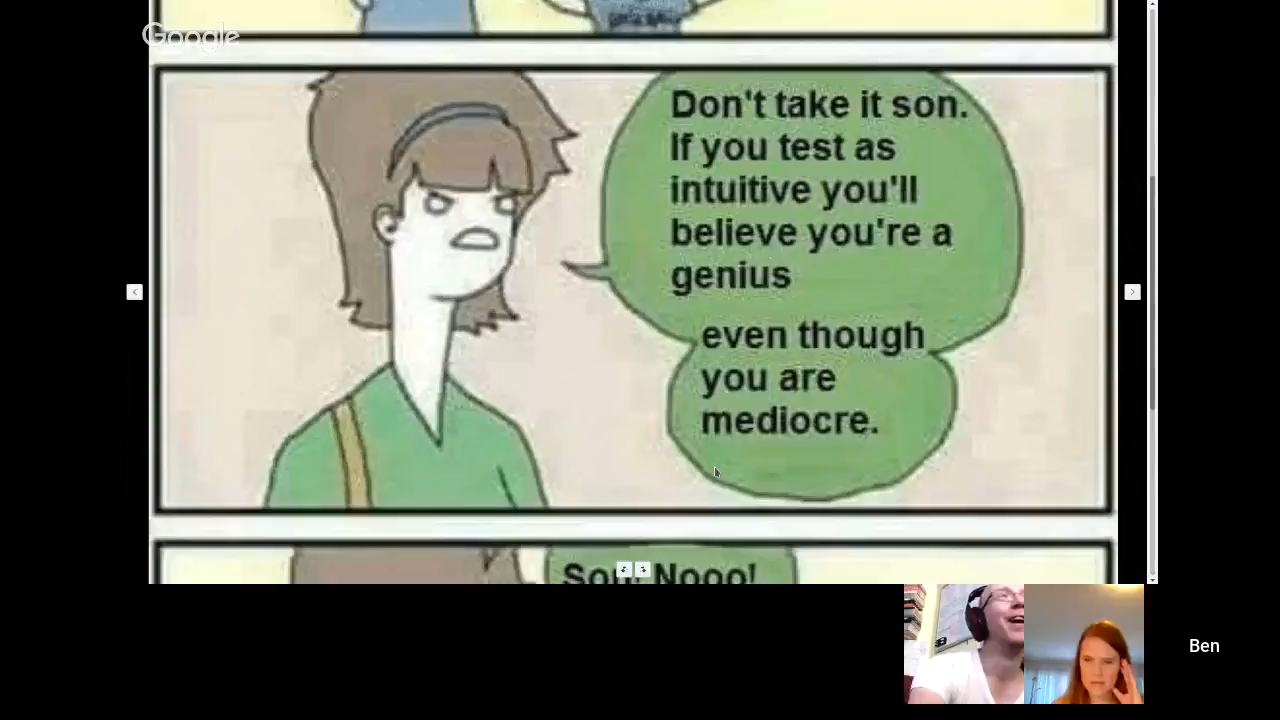 Google
Don't take it son.
If you test as
intuitive you'll
believe you're a
genius
even though
you are
mediocre.
Son! Nooo!
Ben